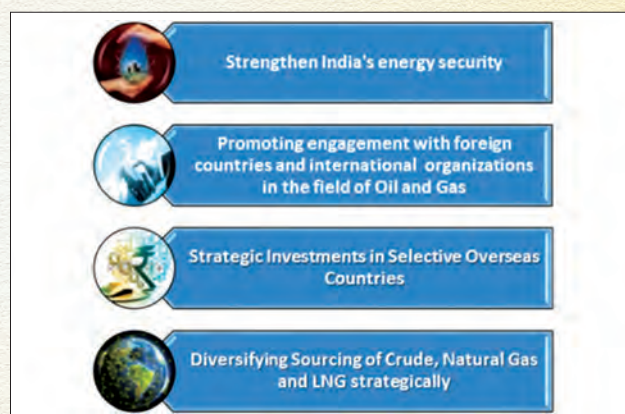 Strengthen India's energy security
Promoting engagement with foreign
countries and international organizations
in the field of Oil and Gas
Strategic Investments in Selective Overseas
Countries
Diversifying Sourcing of Crude, Natural Gas
and LNG strategically